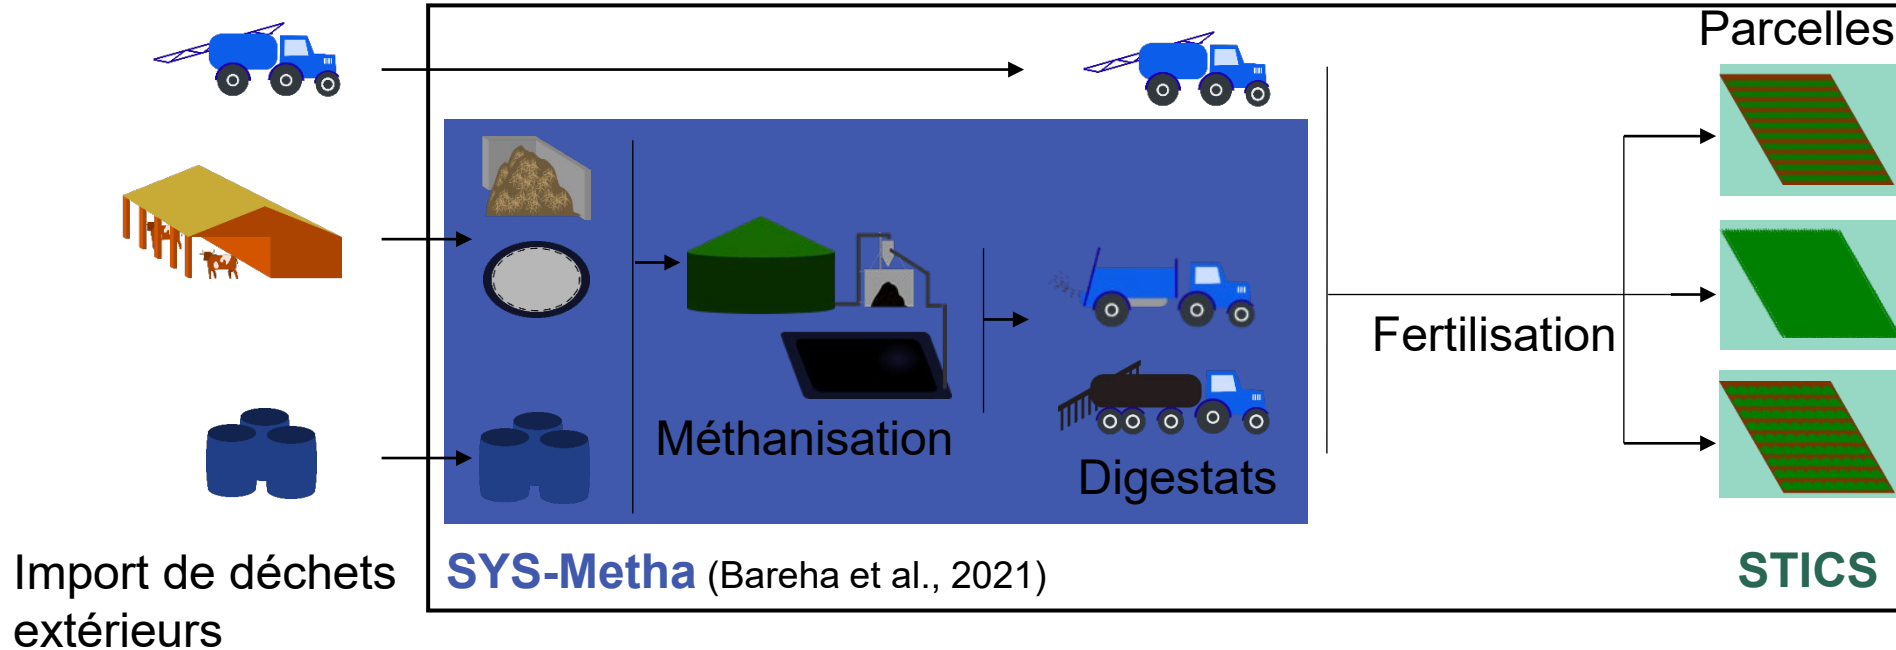 Parcelles
Fertilisation
Méthanisation
Digestats
Import de déchets
extérieurs
SYS-Metha (Bareha et al., 2021)
STICS